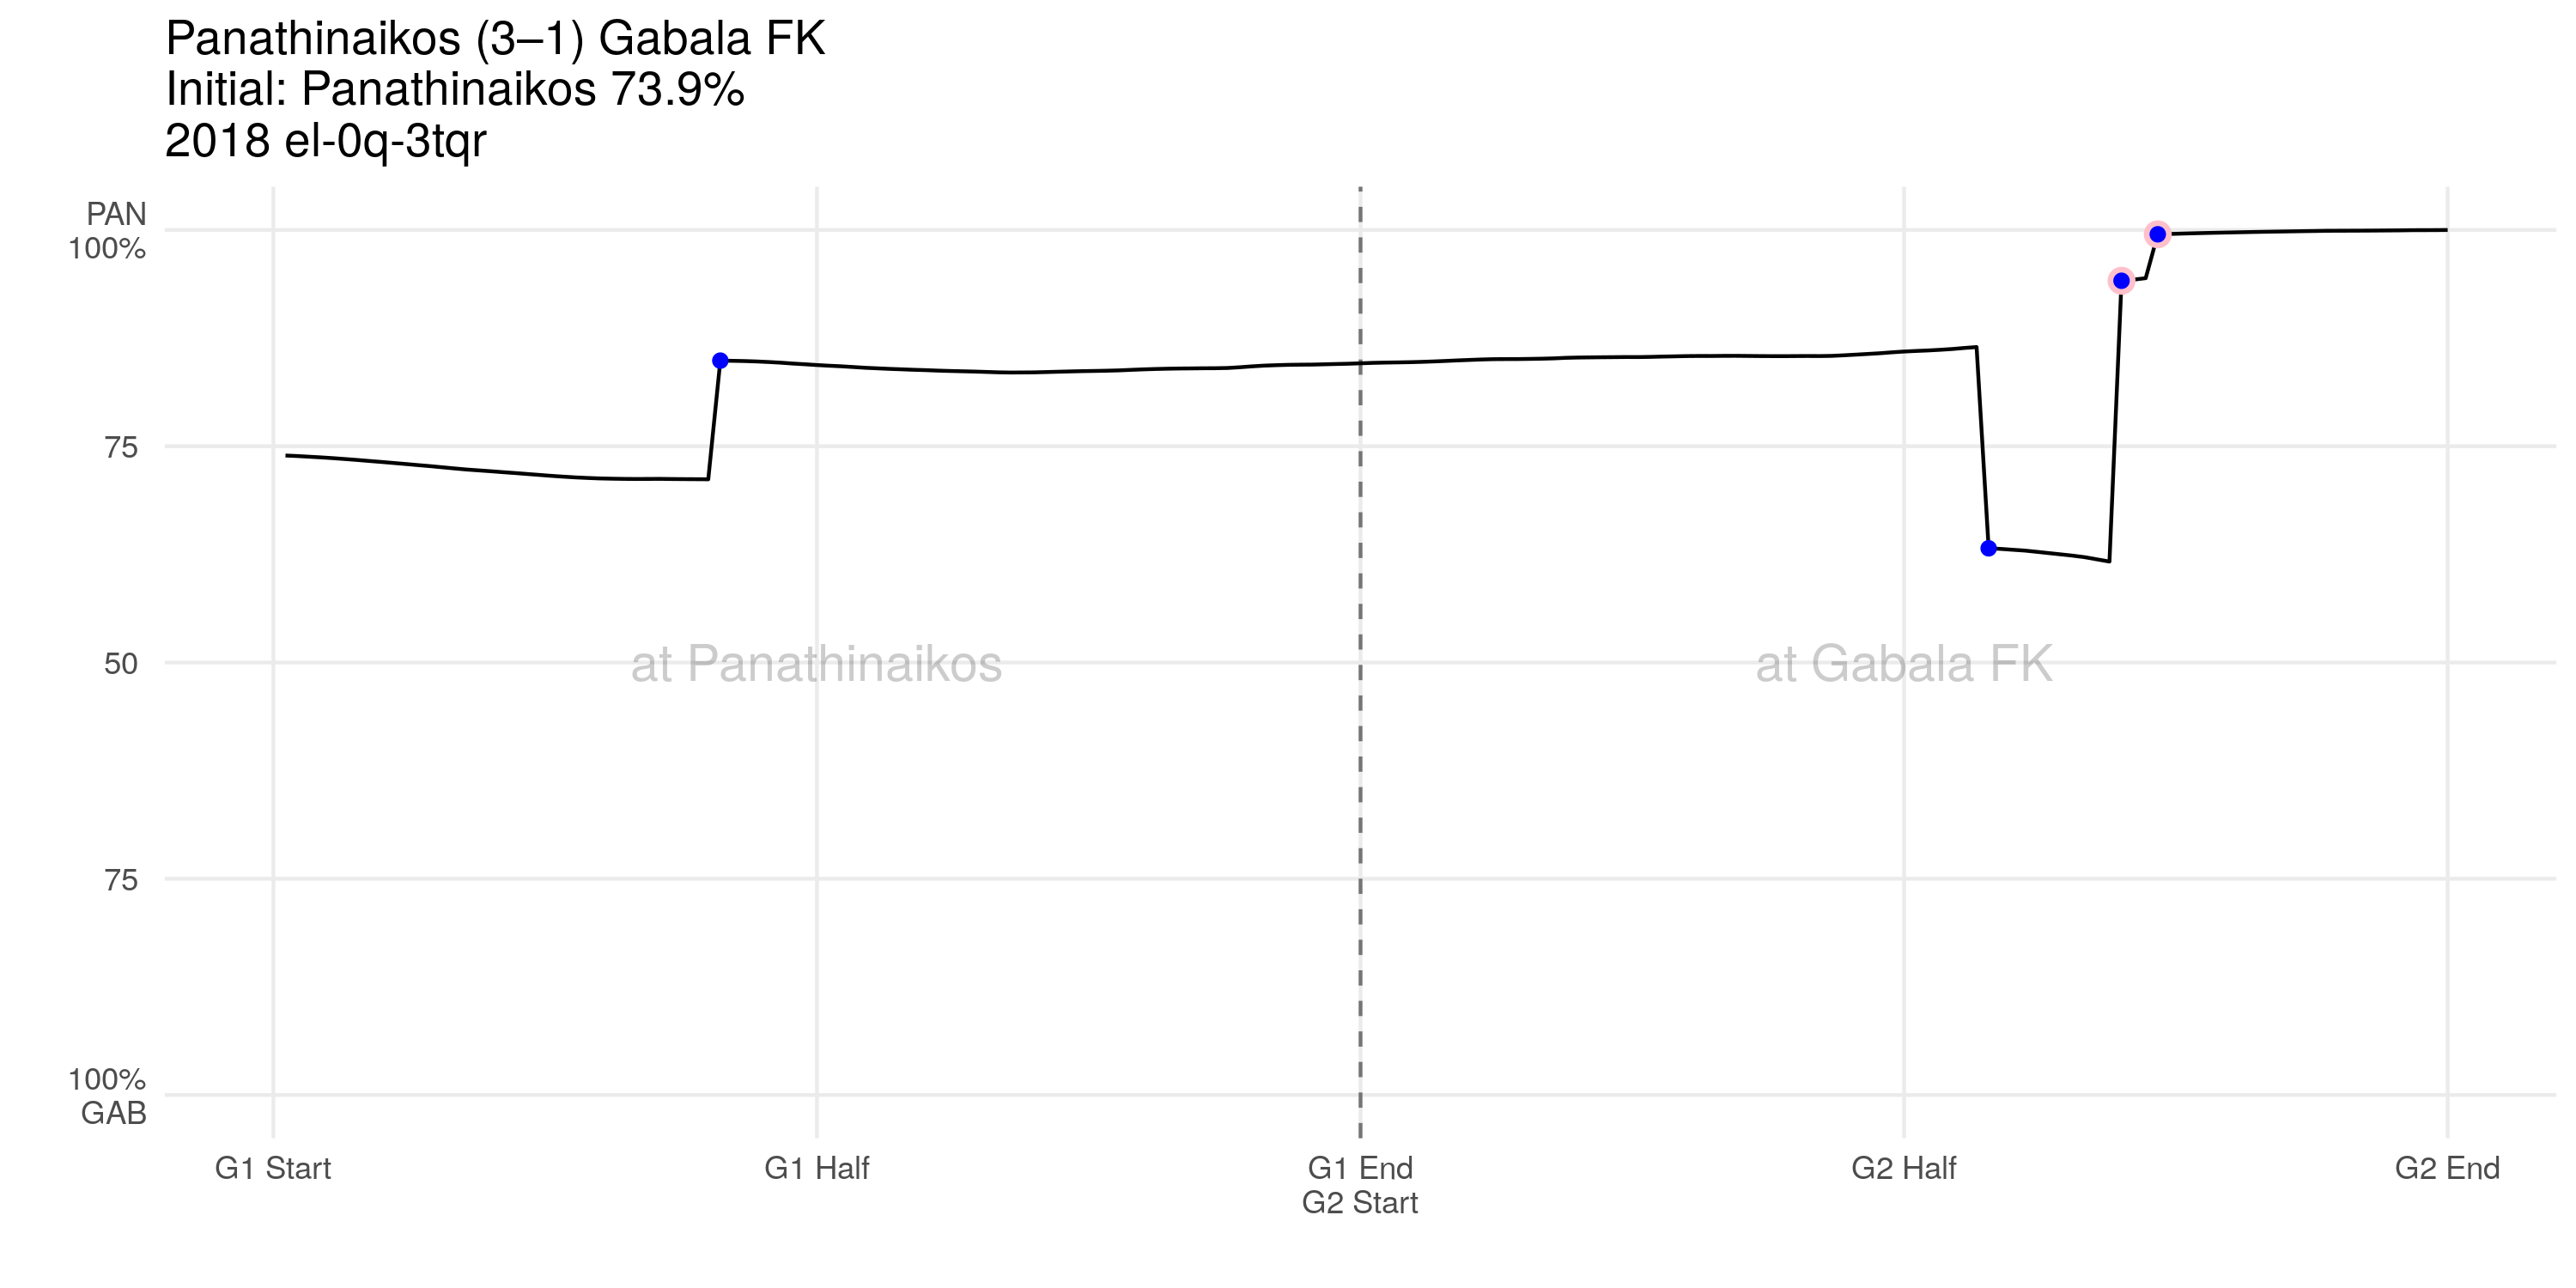 Panathinaikos (3–1) Gabala FK
Initial: Panathinaikos 73.9%
2018 el-0q-3tqr
PAN
100%
75
50
75
100%
GAB
at Panathinaikos
at Gabala FK
G1 Start
G1 Half
G1 End
G2 Start
G2 Half
G2 End